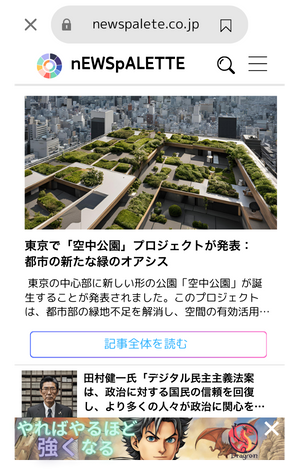 newspalete.co.jp
nEWSpALETTE
東京で「空中公園」プロジェクトが発表：
都市の新たな緑のオアシス
東京の中心部に新しい形の公園「空中公園」が誕
生することが発表されました。このプロジェクト
は、都市部の緑地不足を解消し、空間の有効活用…
記事全体を読む
田村健一氏「デジタル民主主義法案
は、政治に対する国民の信頼を回復
し、より多くの人々が政治に関心を…
やればやるほど
強くなる
Dragon